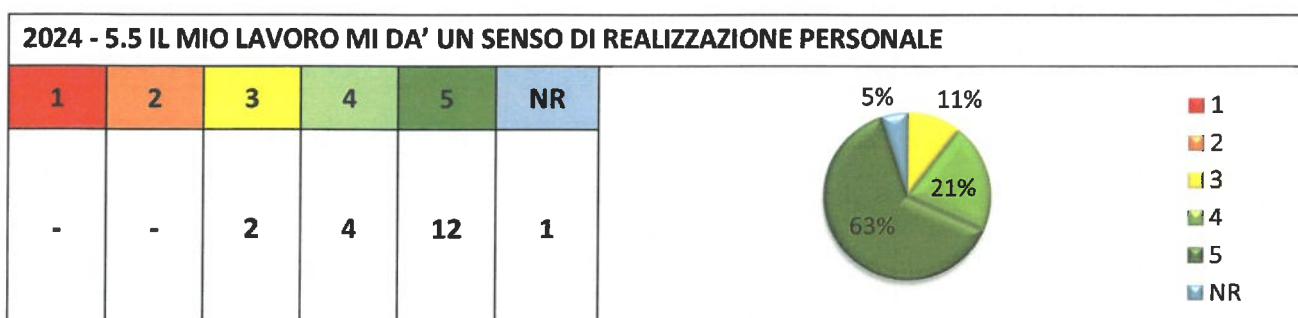 2024 - 5.5 IL MIO LAVORO MI DA' UN SENSO DI REALIZZAZIONE PERSONALE
1 2 3 4 5 NR
- - 2 4 12 1
5% 11%
21%
63%
1
2
3
4
5
NR